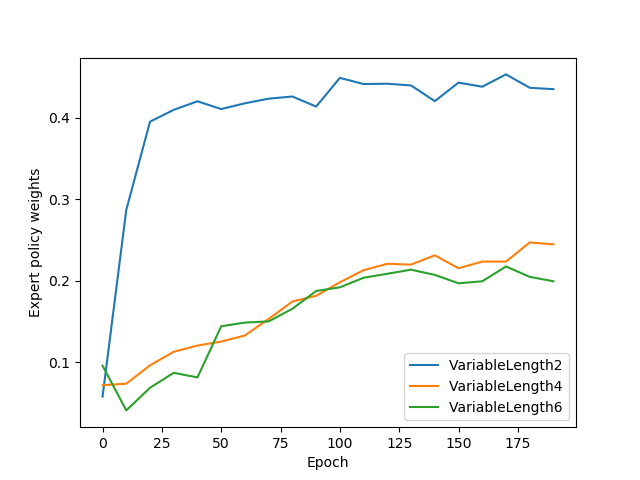 0.4
0.3
0.2
0.1
Expert policy weights
0 25 50 75 100 125 150 175
Epoch
VariableLength2
VariableLength4
VariableLength6